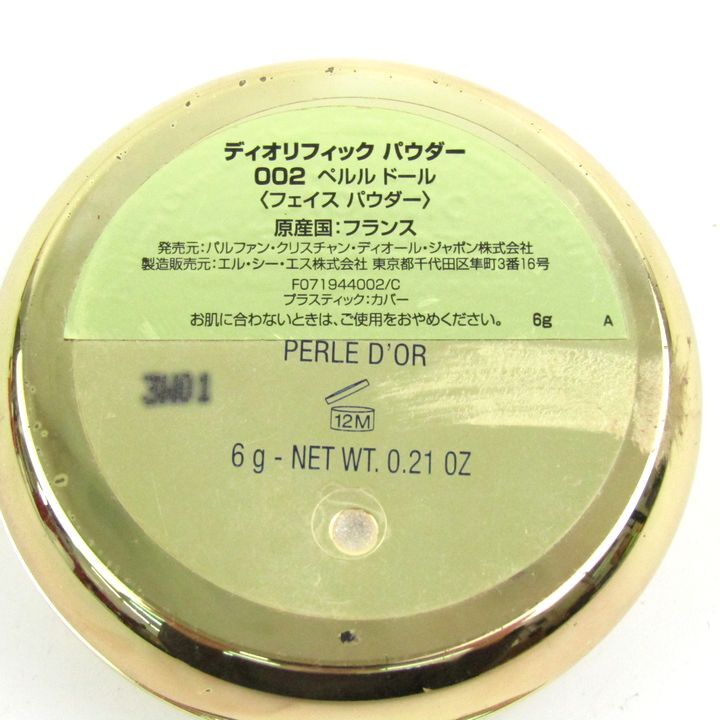 ディオリフィック パウダー
002 ペルル ドール
〈フェイス パウダー〉
原産国：フランス
発売元：パルファン・クリスチャン・ディオール・ジャポン株式会社
製造販売元：エル・シー・エス株式会社 東京都千代田区隼町3番16号
F071944002/C
プラスティック：カバー
お肌に合わないときは、ご使用をおやめください。 6g A
PERLE D'OR
3W01
12M
6 g - NET WT. 0.21 OZ